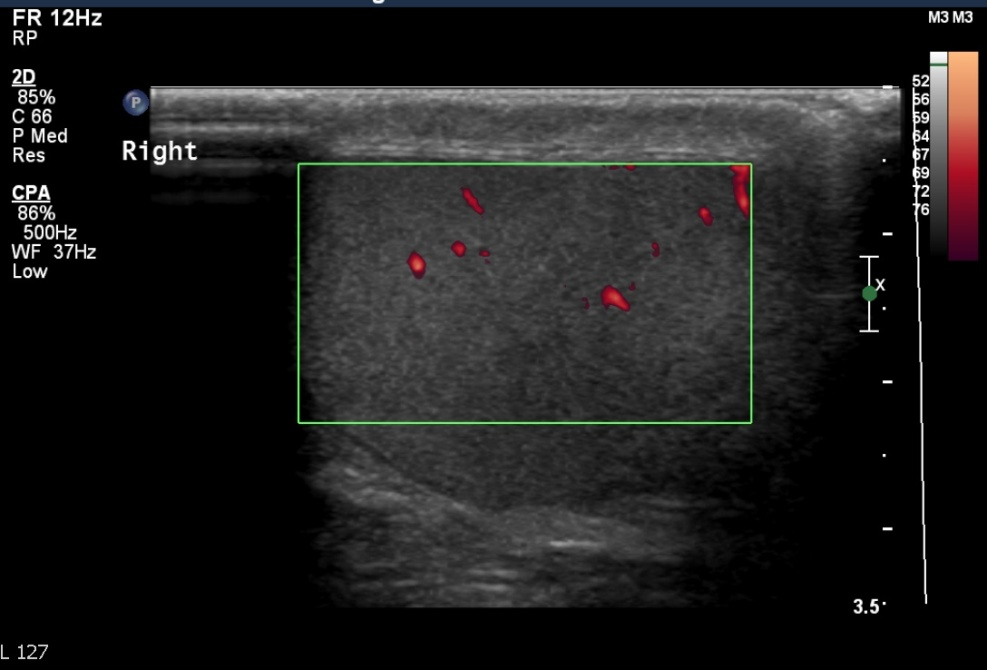 FR 12Hz
RP
M3 M3
2D
85%
C 66
P Med
Res
P
Right
CPA
86%
500Hz
WF 37Hz
Low
52
56
59
64
67
69
72
76
x
3.5
L 127